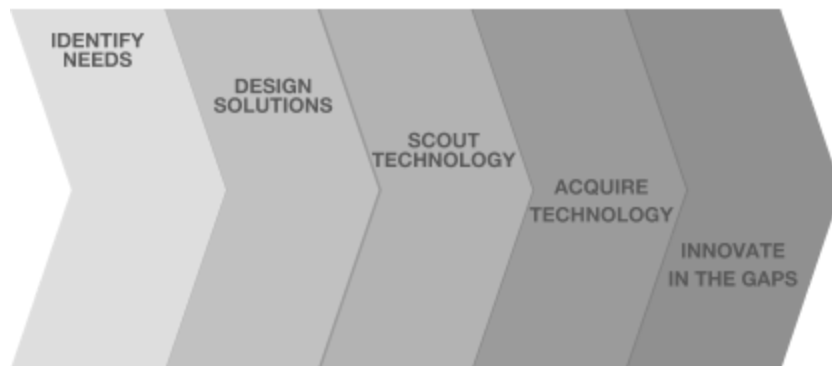 IDENTIFY
NEEDS
DESIGN
SOLUTIONS
SCOUT
TECHNOLOGY
ACQUIRE
TECHNOLOGY
INNOVATE
IN THE GAPS